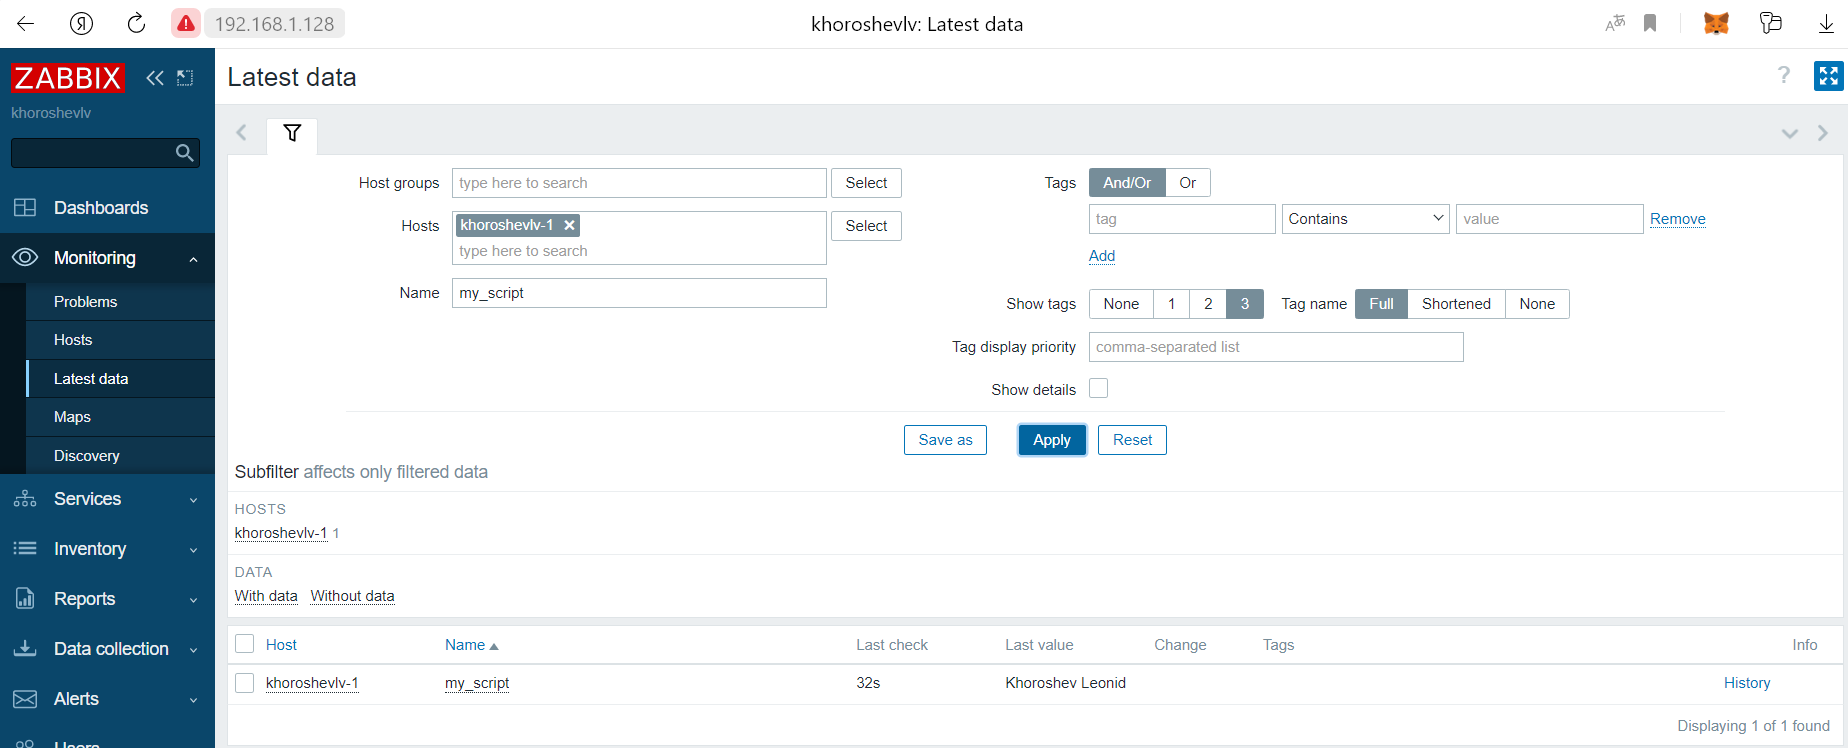 192.168.1.128
khoroshevlv: Latest data
ZABBIX
khoroshevlv
Dashboards
Monitoring
Problems
Hosts
Latest data
Maps
Discovery
Services
Inventory
Reports
Data collection
Alerts
Users
Latest data
?
Host groups type here to search Select
Hosts khoroshevlv-1 Select
type here to search
Name my_script
Tags And/Or Or
tag Contains value Remove
Add
Show tags None 1 2 3 Tag name Full Shortened None
Tag display priority comma-separated list
Show details
Save as Apply Reset
Subfilter affects only filtered data
HOSTS
khoroshevlv-1 1
DATA
With data Without data
Host Name Last check Last value Change Tags Info
khoroshevlv-1 my_script 32s Khoroshev Leonid History
Displaying 1 of 1 found